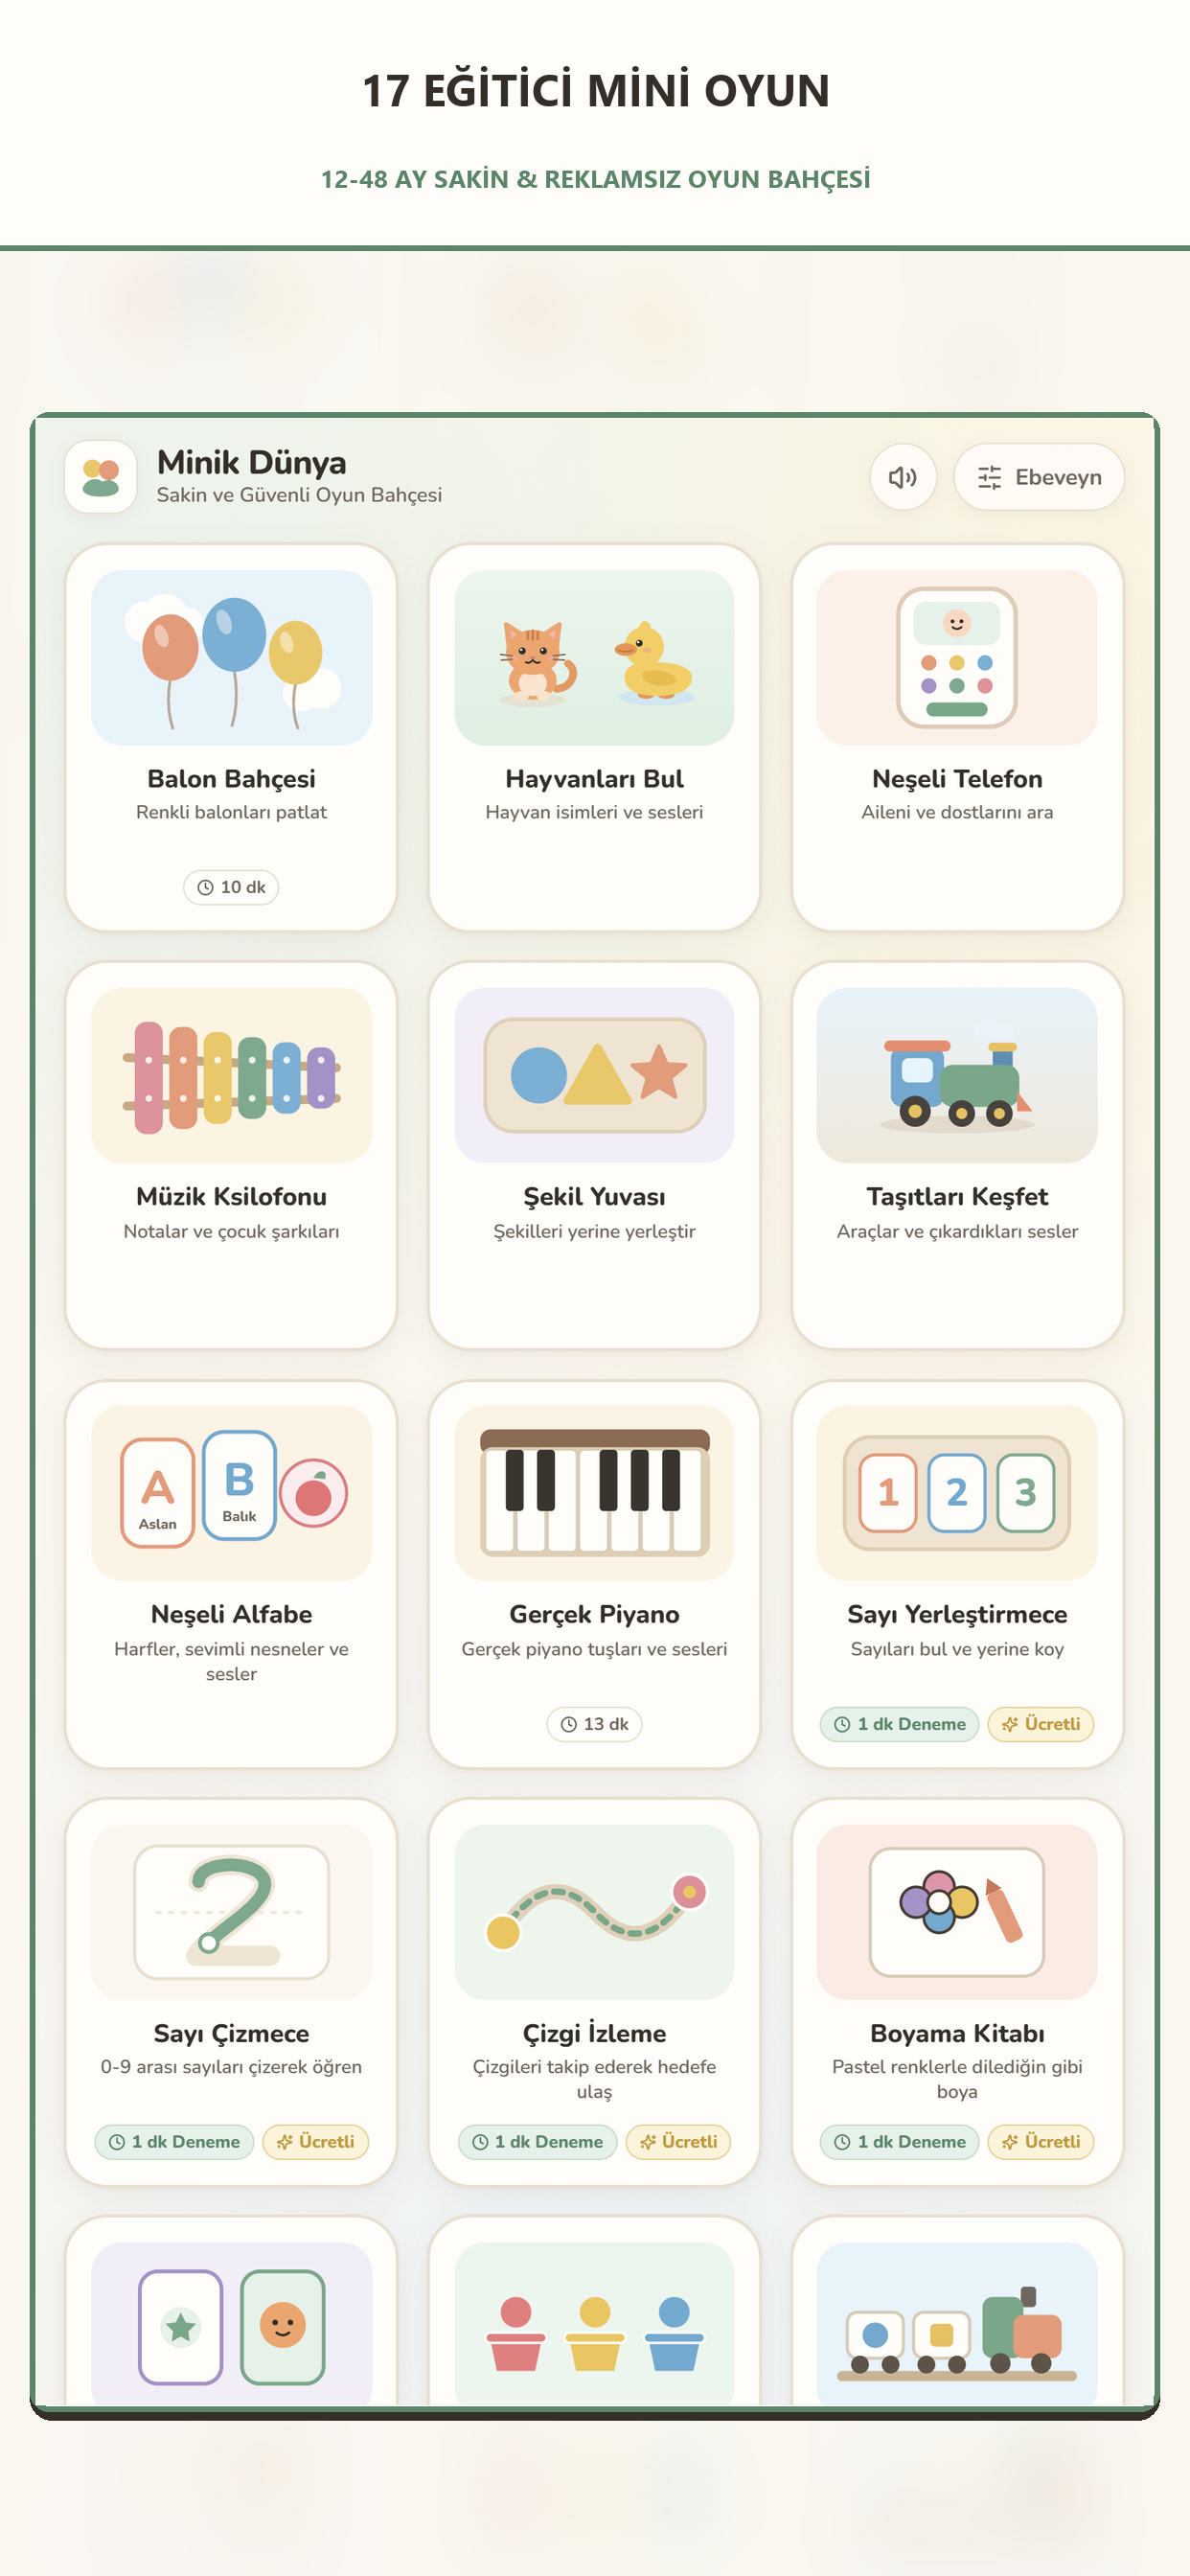 17 EĞİTİCİ MİNİ OYUN
12-48 AY SAKİN & REKLAMSIZ OYUN BAHÇESİ
Minik Dünya
Sakin ve Güvenli Oyun Bahçesi
Ebeveyn
Balon Bahçesi
Renkli balonları patlat
10 dk
Hayvanları Bul
Hayvan isimleri ve sesleri
Neşeli Telefon
Aileni ve dostlarını ara
Müzik Ksilofonu
Notalar ve çocuk şarkıları
Şekil Yuvası
Şekilleri yerine yerleştir
Taşıtları Keşfet
Araçlar ve çıkardıkları sesler
A
Aslan
B
Balık
Neşeli Alfabe
Harfler, sevimli nesneler ve
sesler
Gerçek Piyano
Gerçek piyano tuşları ve sesleri
13 dk
1 2 3
Sayı Yerleştirmece
Sayıları bul ve yerine koy
1 dk Deneme
Ücretli
2
Sayı Çizmece
0-9 arası sayıları çizerek öğren
1 dk Deneme
Ücretli
Çizgi İzleme
Çizgileri takip ederek hedefe
ulaş
1 dk Deneme
Ücretli
Boyama Kitabı
Pastel renklerle dilediğin gibi
boya
1 dk Deneme
Ücretli